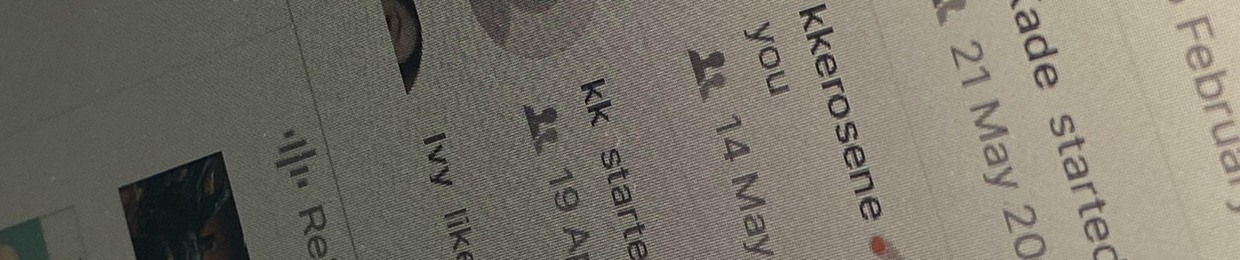 Februar
ade started
21 May 20
kkerosene
you
14 May
kk starte
19 A
Ivy like
Re